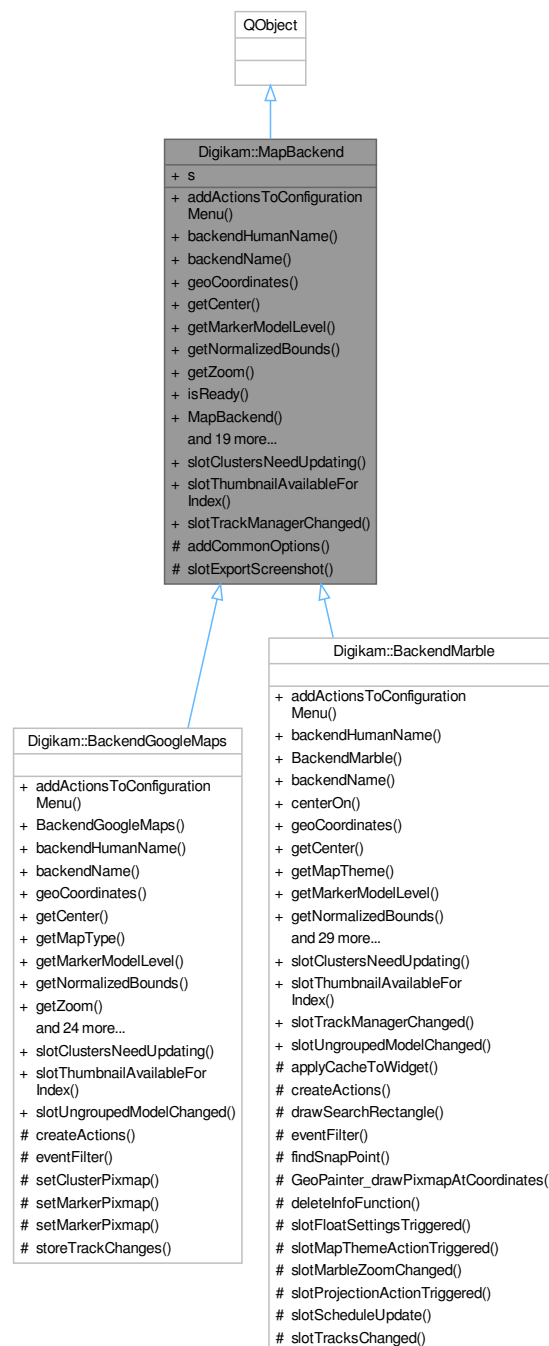 QObject
Digikam::MapBackend
+ s
+ addActionsToConfiguration
Menu()
+ backendHumanName()
+ backendName()
+ geoCoordinates()
+ getCenter()
+ getMarkerModelLevel()
+ getNormalizedBounds()
+ getZoom()
+ isReady()
+ MapBackend()
and 19 more...
+ slotClustersNeedUpdating()
+ slotThumbnailAvailableFor
Index()
+ slotTrackManagerChanged()
# addCommonOptions()
# slotExportScreenshot()
Digikam::BackendGoogleMaps
+ addActionsToConfiguration
Menu()
+ BackendGoogleMaps()
+ backendHumanName()
+ backendName()
+ geoCoordinates()
+ getCenter()
+ getMapType()
+ getMarkerModelLevel()
+ getNormalizedBounds()
+ getZoom()
and 24 more...
+ slotClustersNeedUpdating()
+ slotThumbnailAvailableFor
Index()
+ slotUngroupedModelChanged()
# createActions()
# eventFilter()
# setClusterPixmap()
# setMarkerPixmap()
# setMarkerPixmap()
# storeTrackChanges()
Digikam::BackendMarble
+ addActionsToConfiguration
Menu()
+ backendHumanName()
+ BackendMarble()
+ backendName()
+ centerOn()
+ geoCoordinates()
+ getCenter()
+ getMapTheme()
+ getMarkerModelLevel()
+ getNormalizedBounds()
and 29 more...
+ slotClustersNeedUpdating()
+ slotThumbnailAvailableFor
Index()
+ slotTrackManagerChanged()
+ slotUngroupedModelChanged()
# applyCacheToWidget()
# createActions()
# drawSearchRectangle()
# eventFilter()
# findSnapPoint()
# GeoPainter_drawPixmapAtCoordinates(
# deleteInfoFunction()
# slotFloatSettingsTriggered()
# slotMapThemeActionTriggered()
# slotMarbleZoomChanged()
# slotProjectionActionTriggered()
# slotScheduleUpdate()
# slotTracksChanged()